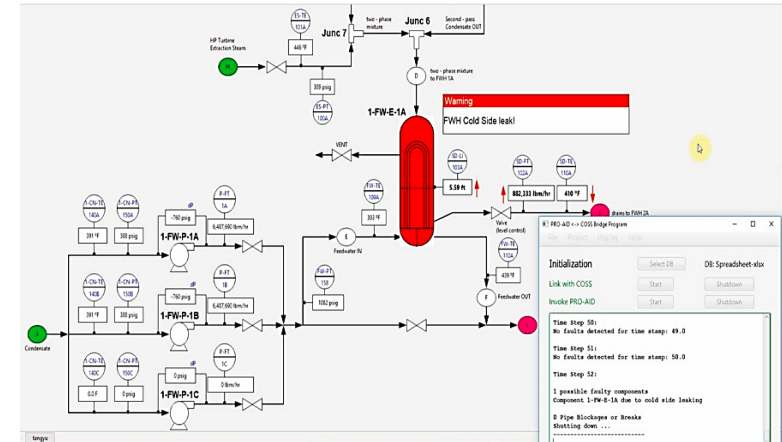 ES-TE
101A
two - phase
mixture
Junc 6
Second - pass
Condensate OUT
Junc 7
HP Turbine
Extraction Steam
446 °F
D
two - phase mixture
to FWH 1A
389 psig
ES-PT
100A
1-FW-E-1A
Warning
FWH Cold Side leak!
VENT
SD-LI
103A
SD-FT
102A
SD-TE
110A
5.59 ft
882,333 lbm/hr
410 °F
FW-TE
109A
393 °F
Valve
(level control)
drains to FWH 2A
1-CN-TE
140A
1-CN-PT
150A
dP
P-FT
1A
-760 psig
6,487,690 lbm/hr
391 °F
388 psig
1-FW-P-1A
E
Feedwater IN
FW-TE
110A
439 °F
1-CN-TE
140B
1-CN-PT
150B
dP
P-FT
1B
-760 psig
6,487,690 lbm/hr
391 °F
388 psig
1-FW-P-1B
FW-PT
150
1082 psig
F
Feedwater OUT
Condensate
1-CN-TE
140C
1-CN-PT
150C
dP
P-FT
1C
0 psig
0 lbm/hr
0.0 F
0 psig
1-FW-P-1C
tangyu
PRO-AID <-> COSS Bridge Program
File Project Display Help
Initialization
Select DB
DB: Spreadsheet-xlsx
Link with COSS
Start
Shutdown
Invoke PRO-AID
Start
Shutdown
Time Step 50:
No faults detected for time stamp: 49.0
Time Step 51:
No faults detected for time stamp: 50.0
Time Step 52:
1 possible faulty components
Component 1-FW-E-1A due to cold side leaking
0 Pipe Blockages or Breaks
Shutting down ...
--------------------------